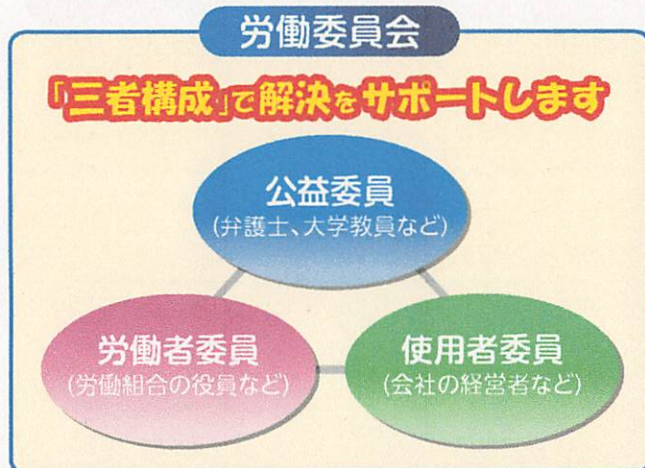 労働委員会
「三者構成」で解決をサポートします
公益委員
(弁護士、大学教員など)
労働者委員
(労働組合の役員など)
使用者委員
(会社の経営者など)